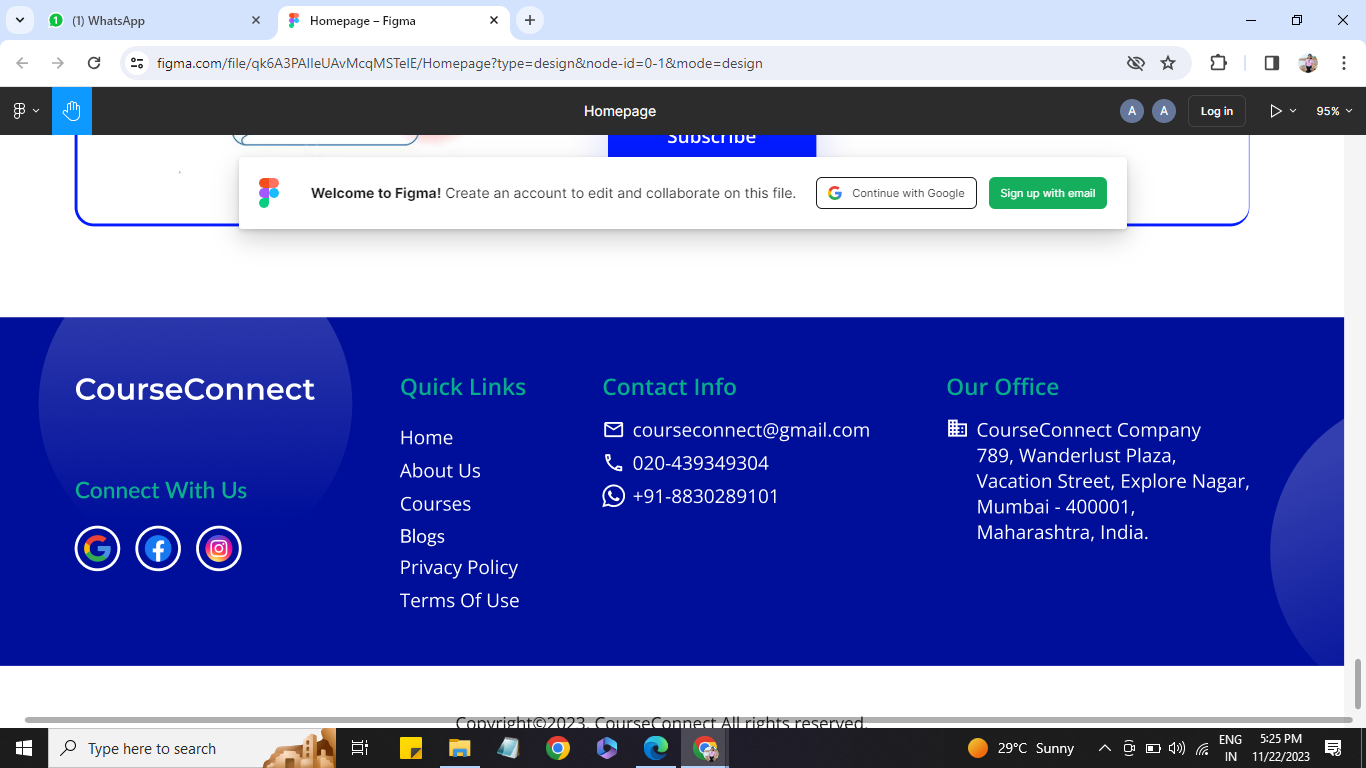 (1) WhatsApp
Homepage – Figma
figma.com/file/qk6A3PAIleUAvMcqMSTelE/Homepage?type=design&node-id=0-1&mode=design
Homepage
A
A
Log in
95%
Subscribe
Welcome to Figma! Create an account to edit and collaborate on this file.
Continue with Google
Sign up with email
CourseConnect
Connect With Us
Quick Links
Home
About Us
Courses
Blogs
Privacy Policy
Terms Of Use
Contact Info
courseconnect@gmail.com
020-439349304
+91-8830289101
Our Office
CourseConnect Company
789, Wanderlust Plaza,
Vacation Street, Explore Nagar,
Mumbai - 400001,
Maharashtra, India.
Copyright©2023. CourseConnect All rights reserved.
Type here to search
29°C Sunny
ENG
IN
5:25 PM
11/22/2023